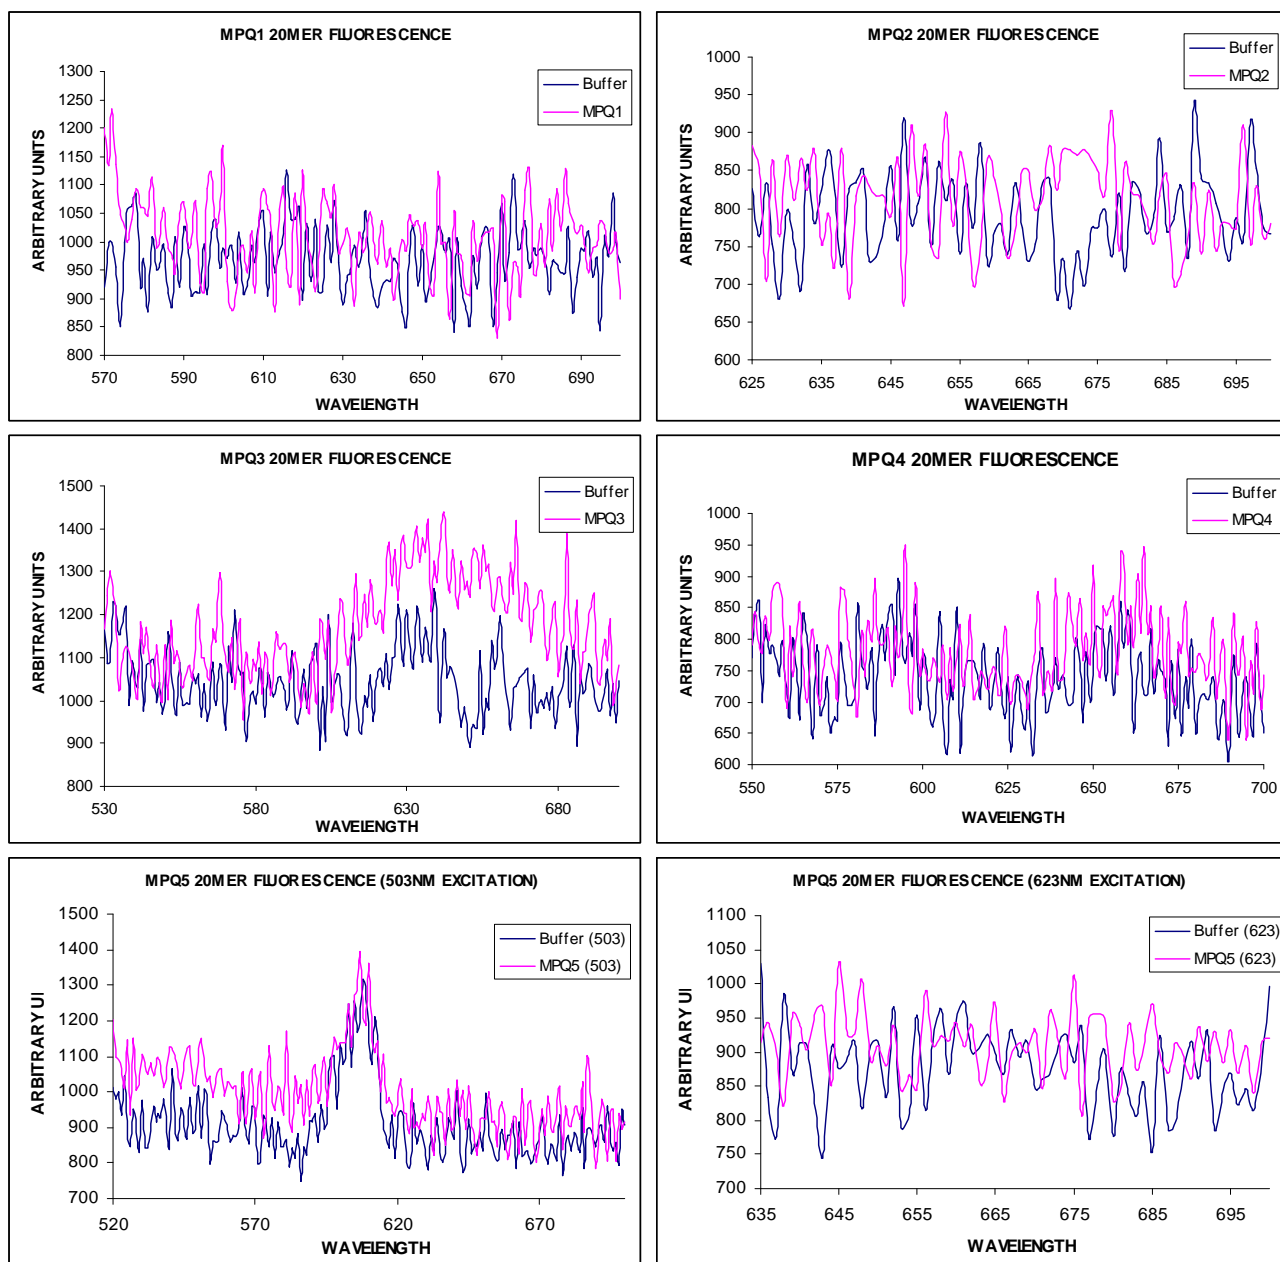 MPQ1 20MER FLUORESCENCE
1300
1250
1200
1150
1100
1050
1000
950
900
850
800
ARBITRARY UNITS
Buffer
MPQ1
570 590 610 630 650 670 690
WAVELENGTH
MPQ2 20MER FLUORESCENCE
1000
950
900
850
800
750
700
650
600
ARBITRARY UNITS
Buffer
MPQ2
625 635 645 655 665 675 685 695
WAVELENGTH
MPQ3 20MER FLUORESCENCE
1500
1400
1300
1200
1100
1000
900
800
ARBITRARY UNITS
Buffer
MPQ3
530 580 630 680
WAVELENGTH
MPQ4 20MER FLUORESCENCE
1000
950
900
850
800
750
700
650
600
ARBITRARY UNITS
Buffer
MPQ4
550 575 600 625 650 675 700
WAVELENGTH
MPQ5 20MER FLUORESCENCE (503NM EXCITATION)
1500
1400
1300
1200
1100
1000
900
800
700
ARBITRARY U
Buffer (503)
MPQ5 (503)
520 570 620 670
WAVELENGTH
MPQ5 20MER FLUORESCENCE (623NM EXCITATION)
1100
1050
1000
950
900
850
800
750
700
ARBITRARY U
Buffer (623)
MPQ5 (623)
635 645 655 665 675 685 695
WAVELENGTH